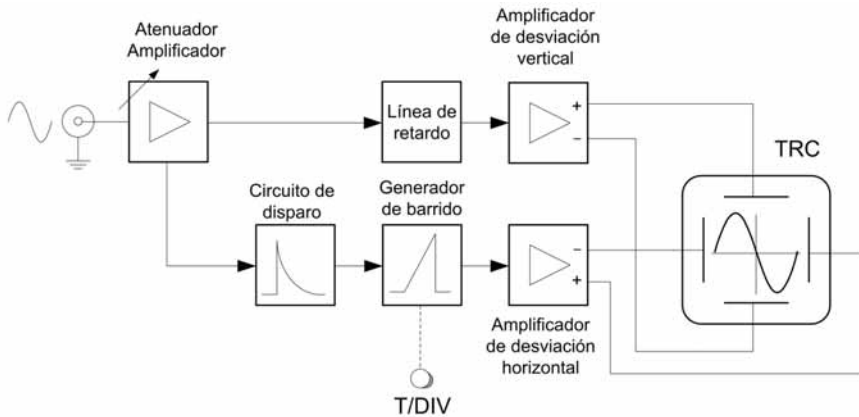 Atenuador
Amplificador
Amplificador
de desviación
vertical
Línea de
retardo
+
−
TRC
Circuito de
disparo
Generador
de barrido
−
+
Amplificador
de desviación
horizontal
T/DIV